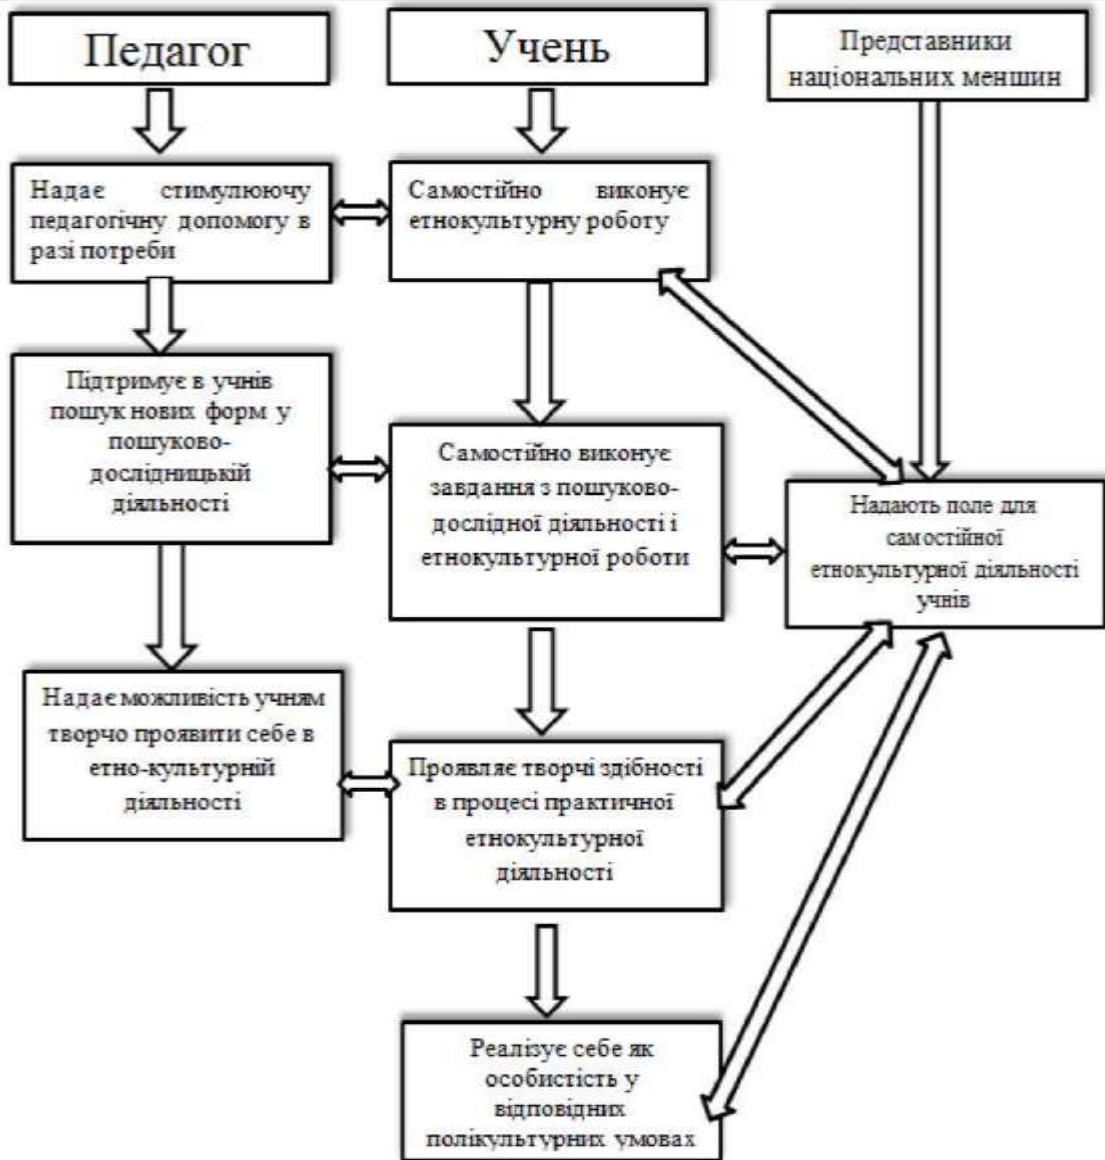 Педагог
Учень
Представники
національних меншин
Надає стимулюючу
педагогічну допомогу в
разі потреби
Самостійно виконує
етнокультурну роботу
Підтримує в учнів
пошук нових форм у
пошуково-
дослідницькій
діяльності
Самостійно виконує
завдання з пошуково-
дослідної діяльності і
етнокультурної роботи
Надають поле для
самостійної
етнокультурної діяльності
учнів
Надає можливість учням
творчо проявити себе в
етно-культурній
діяльності
Проявляє творчі здібності
в процесі практичної
етнокультурної
діяльності
Реалізує себе як
особистість у
відповідних
полікультурних умовах